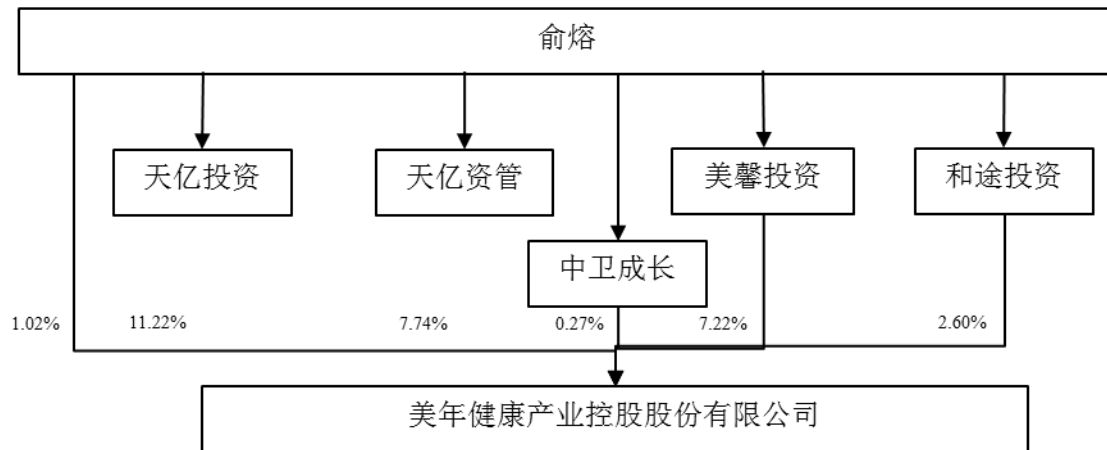 俞熔
天亿投资
天亿资管
美馨投资
和途投资
中卫成长
1.02%
11.22%
7.74%
0.27%
7.22%
2.60%
美年健康产业控股股份有限公司